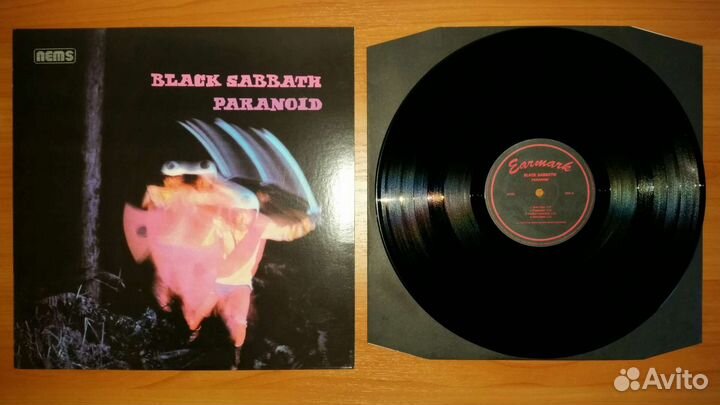 nems
BLACK SABBATH
PARANOID
Earmark
BLACK SABBATH
PARANOID
Avito